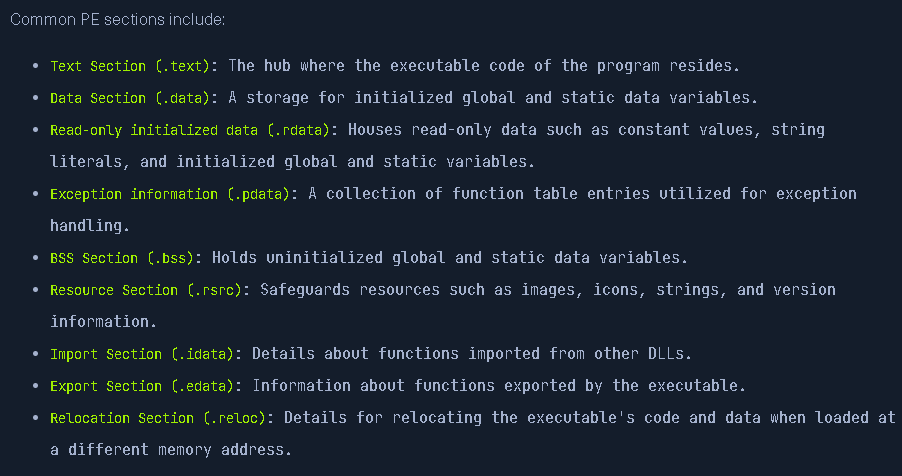 Common PE sections include:
• Text Section (.text): The hub where the executable code of the program resides.
• Data Section (.data): A storage for initialized global and static data variables.
• Read-only initialized data (.rdata): Houses read-only data such as constant values, string
literals, and initialized global and static variables.
• Exception information (.pdata): A collection of function table entries utilized for exception
handling.
• BSS Section (.bss): Holds uninitialized global and static data variables.
• Resource Section (.rsrc): Safeguards resources such as images, icons, strings, and version
information.
• Import Section (.idata): Details about functions imported from other DLLs.
• Export Section (.edata): Information about functions exported by the executable.
• Relocation Section (.reloc): Details for relocating the executable's code and data when loaded at
a different memory address.